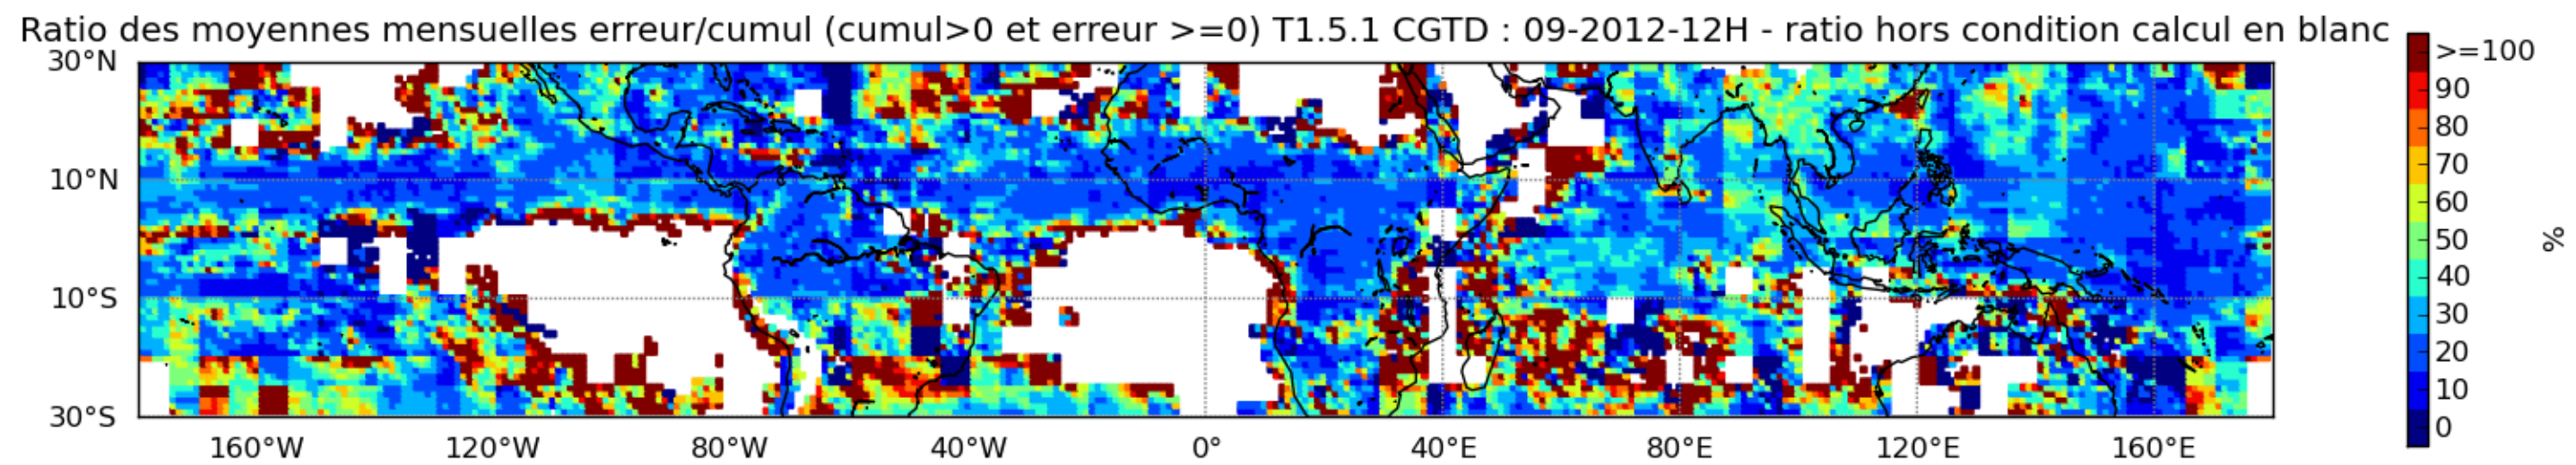 Ratio des moyennes mensuelles erreur/cumul (cumul>0 et erreur >=0) T1.5.1 CGTD : 09-2012-12H - ratio hors condition calcul en blanc
30°N
10°N
10°S
30°S
160°W 120°W 80°W 40°W 0° 40°E 80°E 120°E 160°E
>=100
90
80
70
60
50
40
30
20
10
0
%